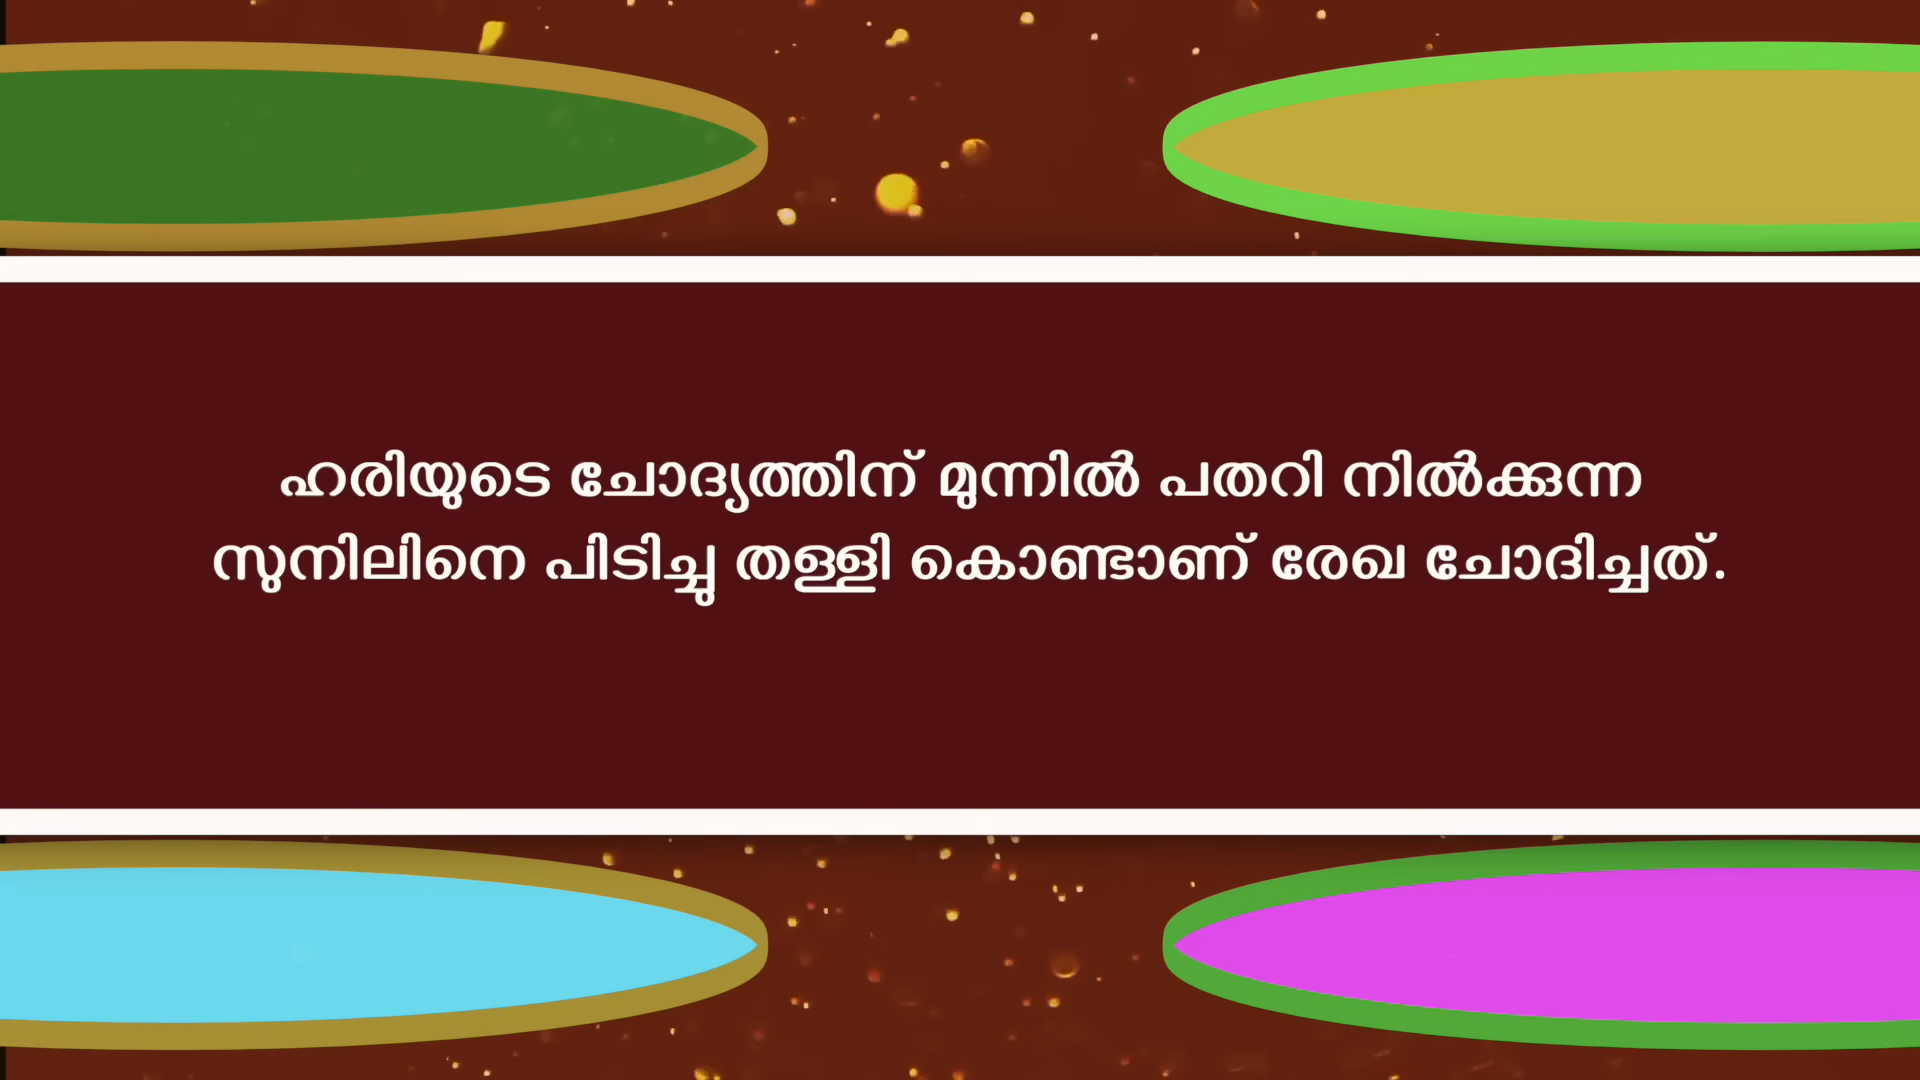 ഹരിയുടെ ചോദ്യത്തിന് മുന്നിൽ പതറി നിൽക്കുന്ന
സുനിലിനെ പിടിച്ചു തള്ളി കൊണ്ടാണ് രേഖ ചോദിച്ചത്.